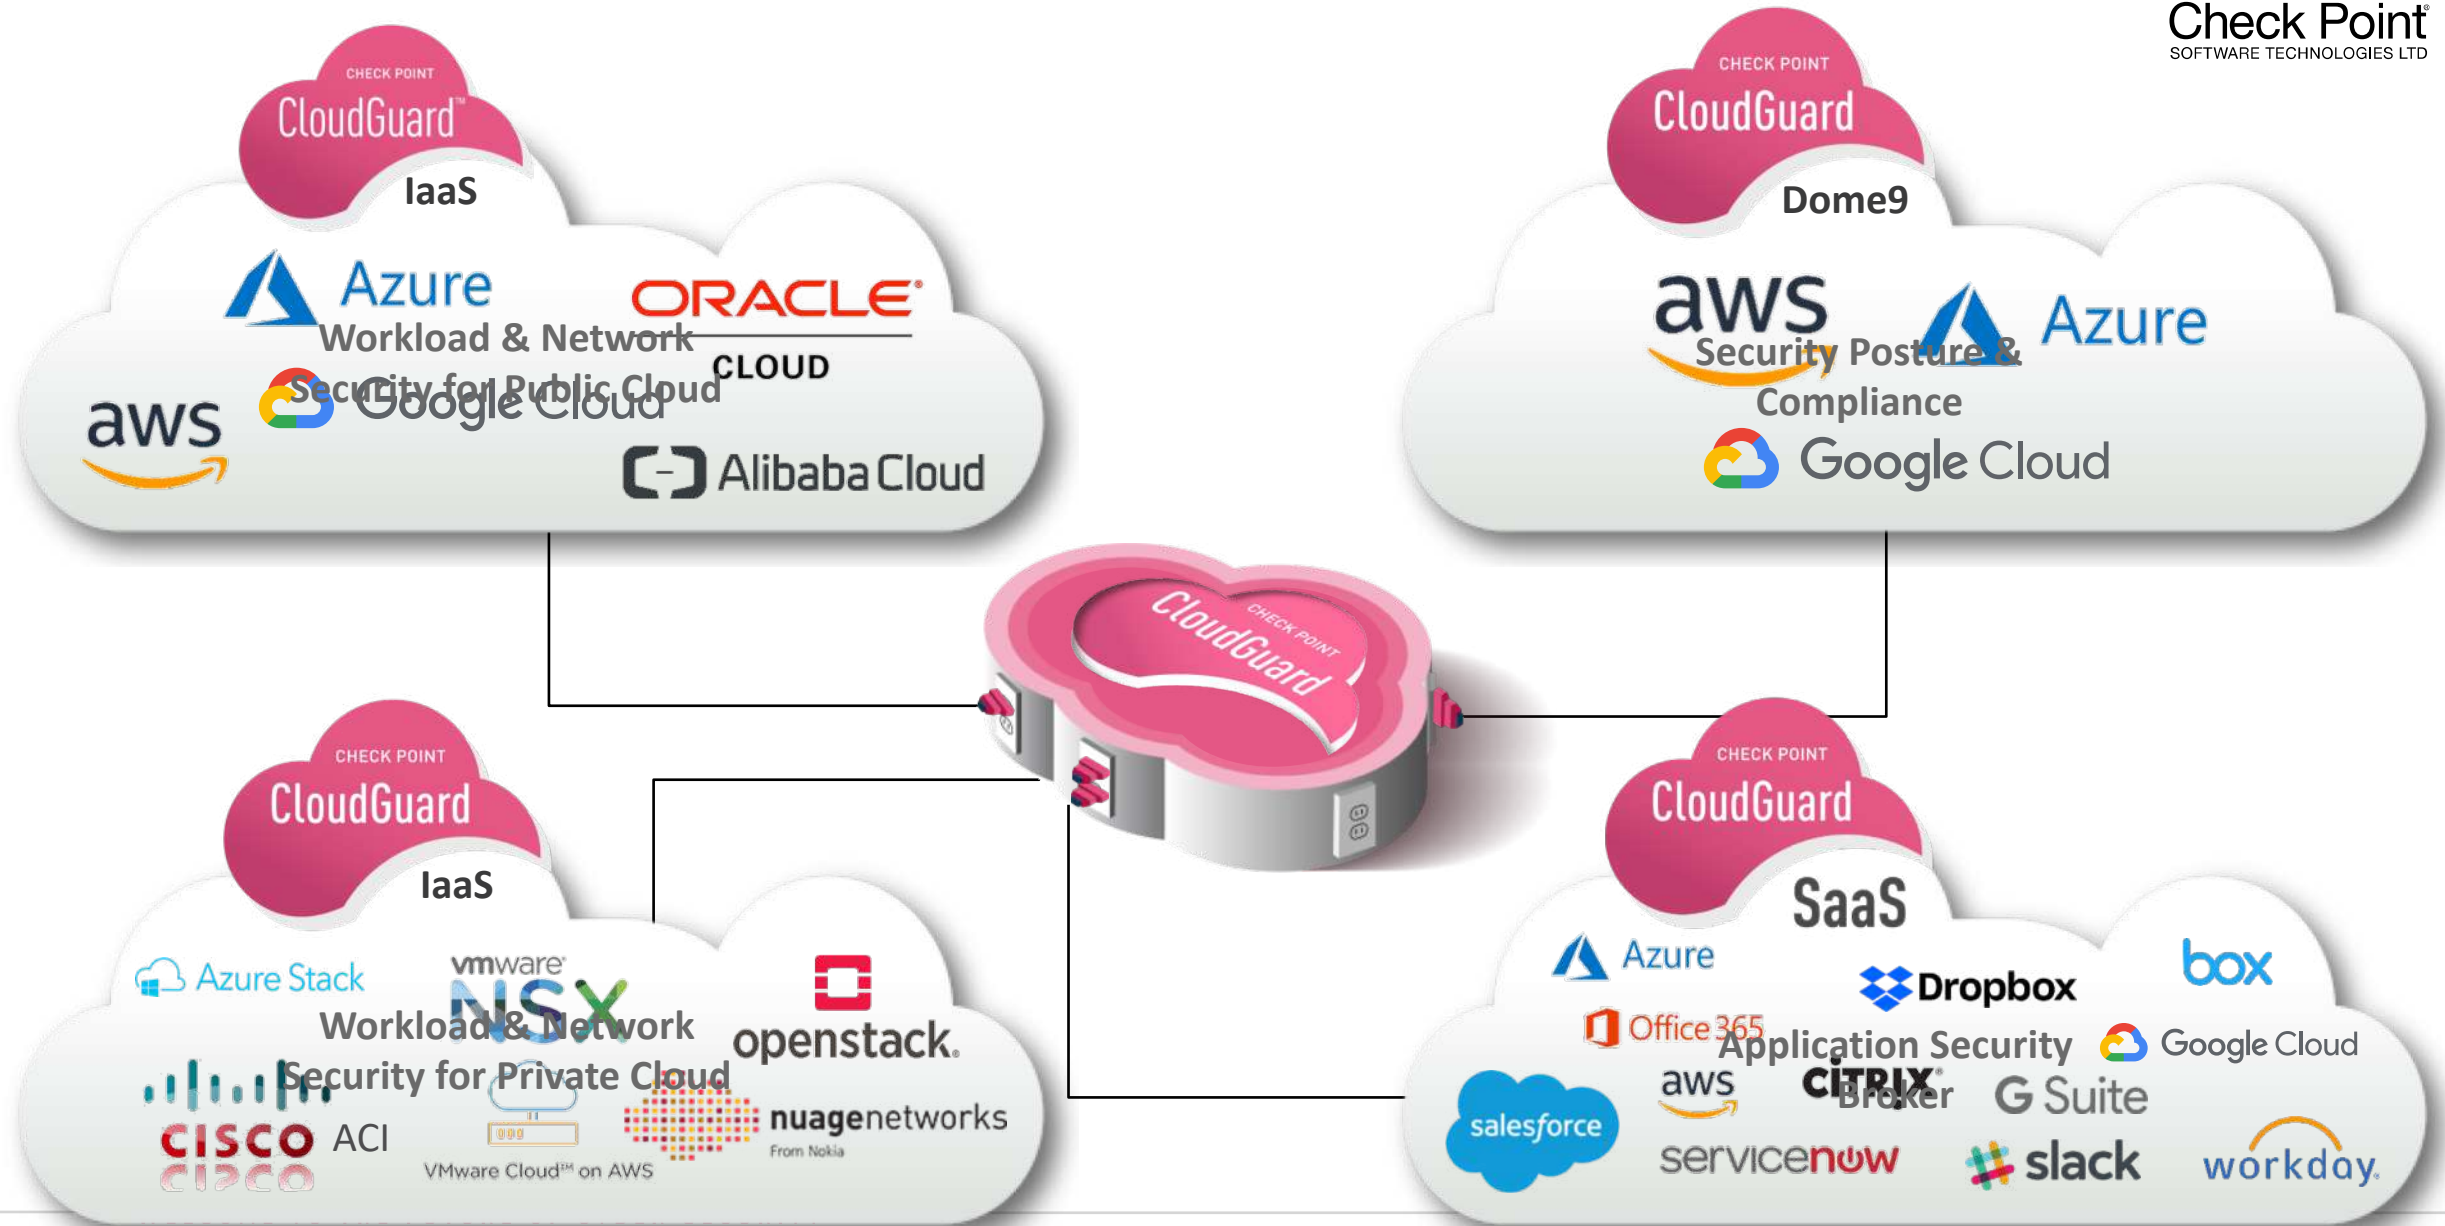 Check Point
SOFTWARE TECHNOLOGIES LTD
CHECK POINT
CloudGuard™
IaaS
Azure
ORACLE®
CLOUD
Workload & Network
Security for Public Cloud
Google Cloud
aws
Alibaba Cloud
CHECK POINT
CloudGuard
Dome9
aws
Azure
Security Posture &
Compliance
Google Cloud
CHECK POINT
CloudGuard
CHECK POINT
CloudGuard
IaaS
Azure Stack
vmware®
NSX
openstack.
Workload & Network
Security for Private Cloud
CISCO ACI
VMware Cloud™ on AWS
nuagenetworks
From Nokia
CHECK POINT
CloudGuard
SaaS
Azure
Dropbox
box
Office 365
Application Security
Broker
Google Cloud
aws
CİTRIX®
G Suite
salesforce
servicenow
slack
workday.